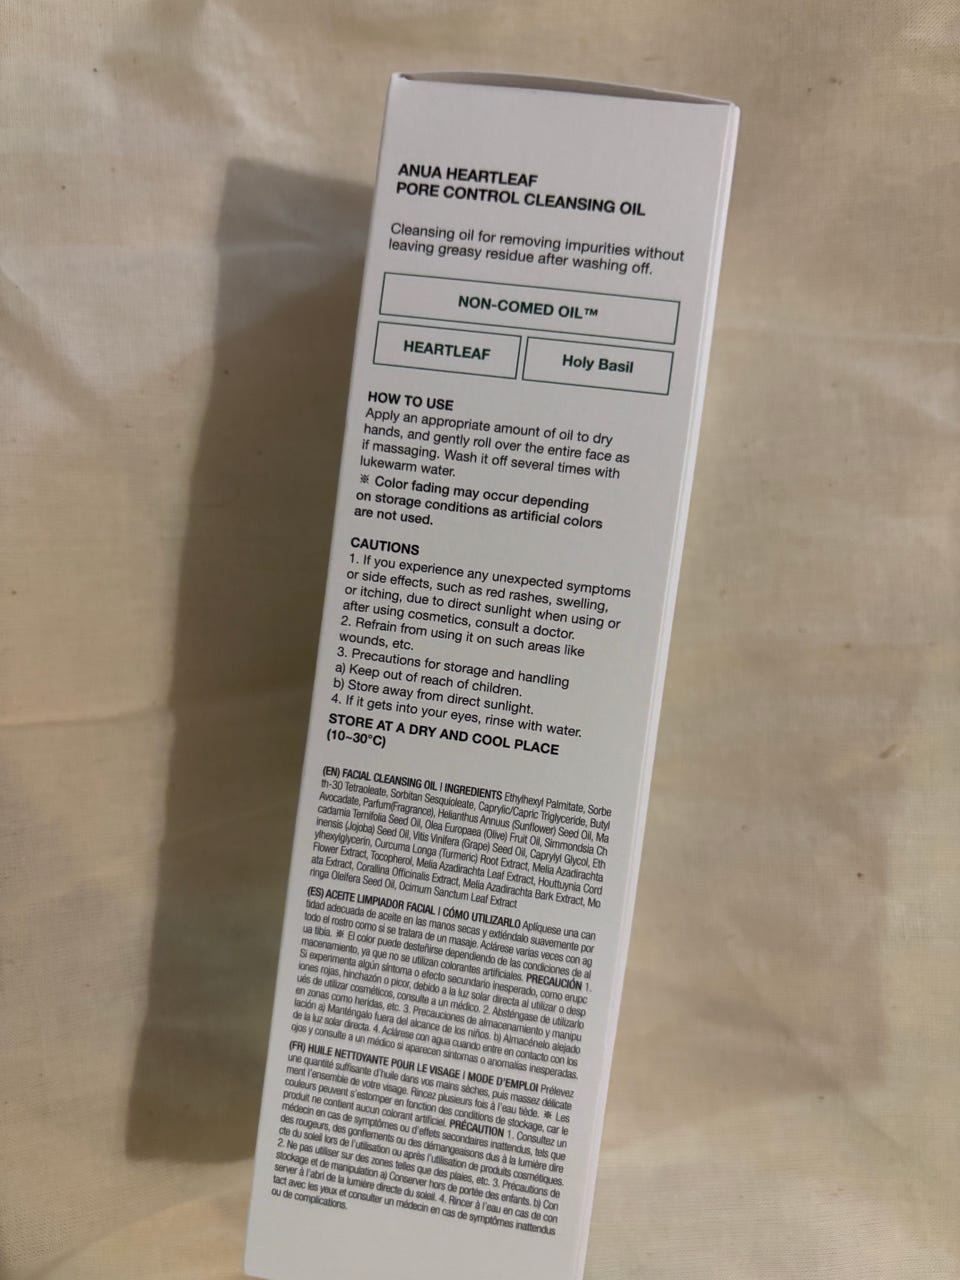 ANUA HEARTLEAF
PORE CONTROL CLEANSING OIL
Cleansing oil for removing impurities without
leaving greasy residue after washing off.
NON-COMED OIL™
HEARTLEAF
Holy Basil
HOW TO USE
Apply an appropriate amount of oil to dry
hands, and gently roll over the entire face as
if massaging. Wash it off several times with
lukewarm water.
※ Color fading may occur depending
on storage conditions as artificial colors
are not used.
CAUTIONS
1. If you experience any unexpected symptoms
or side effects, such as red rashes, swelling,
or itching, due to direct sunlight when using or
after using cosmetics, consult a doctor.
2. Refrain from using it on such areas like
wounds, etc.
3. Precautions for storage and handling
a) Keep out of reach of children.
b) Store away from direct sunlight.
4. If it gets into your eyes, rinse with water.
STORE AT A DRY AND COOL PLACE
(10~30°C)
(EN) FACIAL CLEANSING OIL I INGREDIENTS Ethylhexyl Palmitate, Sorbe
th-30 Tetraoleate, Sorbitan Sesquioleate, Caprylic/Capric Triglyceride, Butyl
Avocadate, Parfum(Fragrance), Helianthus Annuus (Sunflower) Seed Oil, Ma
cadamia Ternifolia Seed Oil, Olea Europaea (Olive) Fruit Oil, Simmondsia Ch
inensis (Jojoba) Seed Oil, Vitis Vinifera (Grape) Seed Oil, Caprylyl Glycol, Eth
ylhexylglycerin, Curcuma Longa (Turmeric) Root Extract, Melia Azadirachta
Flower Extract, Tocopherol, Melia Azadirachta Leaf Extract, Houttuynia Cord
ata Extract, Corallina Officinalis Extract, Melia Azadirachta Bark Extract, Mo
ringa Oleifera Seed Oil, Ocimum Sanctum Leaf Extract
(ES) ACEITE LIMPIADOR FACIAL I CÓMO UTILIZARLO Aplíquese una can
tidad adecuada de aceite en las manos secas y extiéndalo suavemente por
todo el rostro como si se tratara de un masaje. Aclárese varias veces con ag
ua tibia. ※ El color puede desteñirse dependiendo de las condiciones de al
macenamiento, ya que no se utilizan colorantes artificiales. PRECAUCIÓN 1.
Si experimenta algún síntoma o efecto secundario inesperado, como erupc
iones rojas, hinchazón o picor, debido a la luz solar directa al utilizar o desp
ués de utilizar cosméticos, consulte a un médico. 2. Absténgase de utilizarlo
en zonas como heridas, etc. 3. Precauciones de almacenamiento y manipu
lación a) Manténgalo fuera del alcance de los niños. b) Almacénelo alejado
de la luz solar directa. 4. Aclárese con agua cuando entre en contacto con los
ojos y consulte a un médico si aparecen síntomas o anomalías inesperadas.
(FR) HUILE NETTOYANTE POUR LE VISAGE I MODE D'EMPLOI Prélevez
une quantité suffisante d'huile dans vos mains sèches, puis massez délicate
ment l'ensemble de votre visage. Rincez plusieurs fois à l'eau tiède. ※ Les
couleurs peuvent s'estomper en fonction des conditions de stockage, car le
produit ne contient aucun colorant artificiel. PRÉCAUTION 1. Consultez un
médecin en cas de symptômes ou d'effets secondaires inattendus, tels que
des rougeurs, des gonflements ou des démangeaisons dus à la lumière dire
cte du soleil lors de l'utilisation ou après l'utilisation de produits cosmétiques.
2. Ne pas utiliser sur des zones telles que des plaies, etc. 3. Précautions de
stockage et de manipulation a) Conserver hors de portée des enfants. b) Con
server à l'abri de la lumière directe du soleil. 4. Rincer à l'eau en cas de con
tact avec les yeux et consulter un médecin en cas de symptômes inattendus
ou de complications.